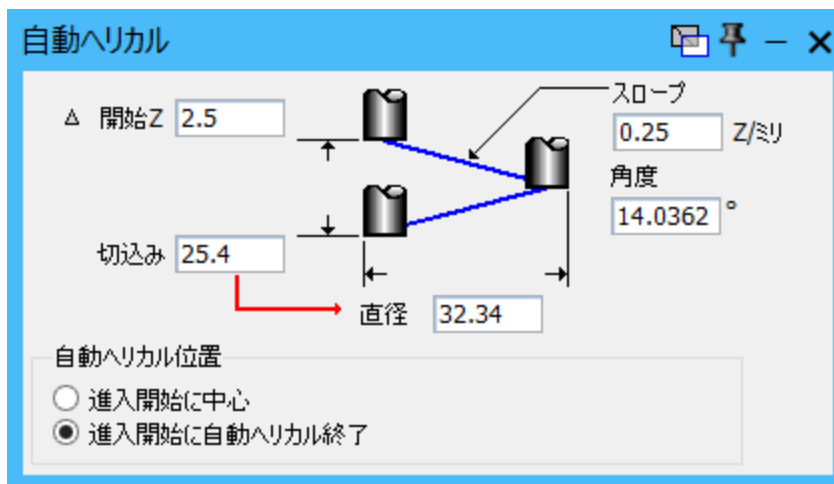 自動ヘリカル
Δ 開始Z 2.5
スロープ
0.25 Z/ミリ
角度
14.0362 °
切込み 25.4
直径 32.34
自動ヘリカル位置
進入開始に中心
進入開始に自動ヘリカル終了